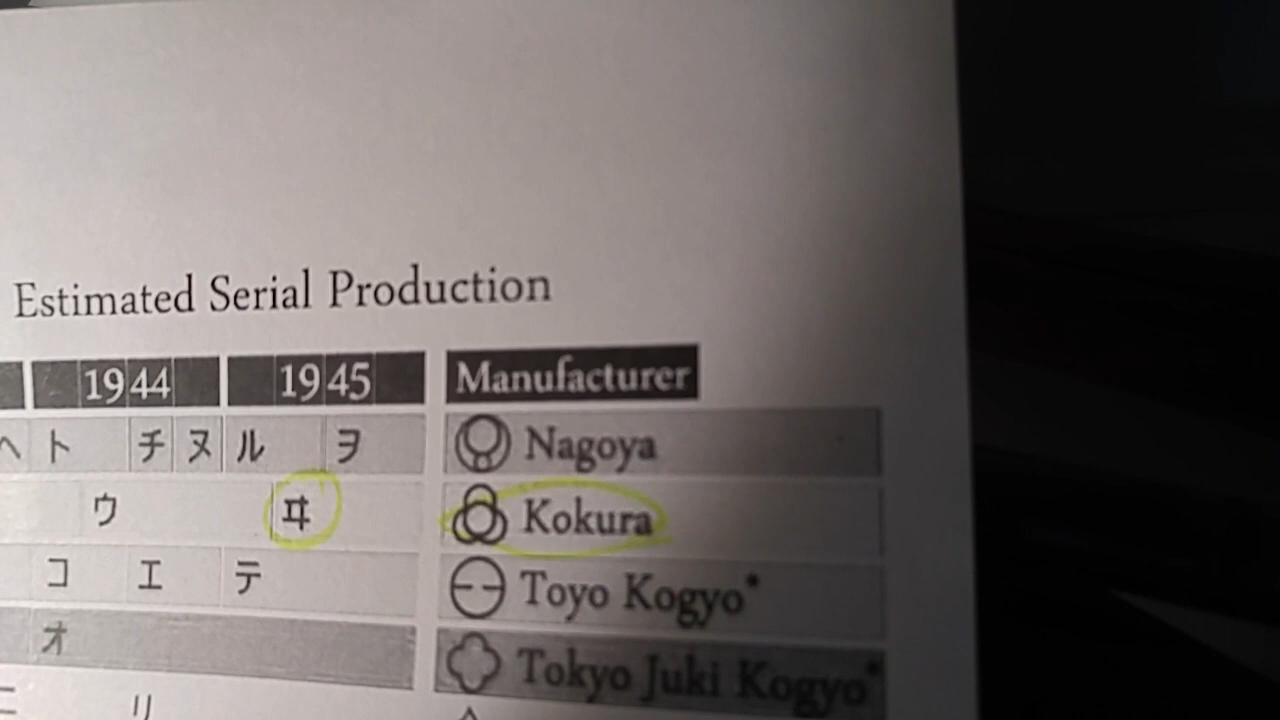 Estimated Serial Production
1944 1945 Manufacturer
ヘ ト チ ヌ ル ヲ Nagoya
ウ ヰ Kokura
コ エ テ Toyo Kogyo*
オ Tokyo Juki Kogyo*
リ